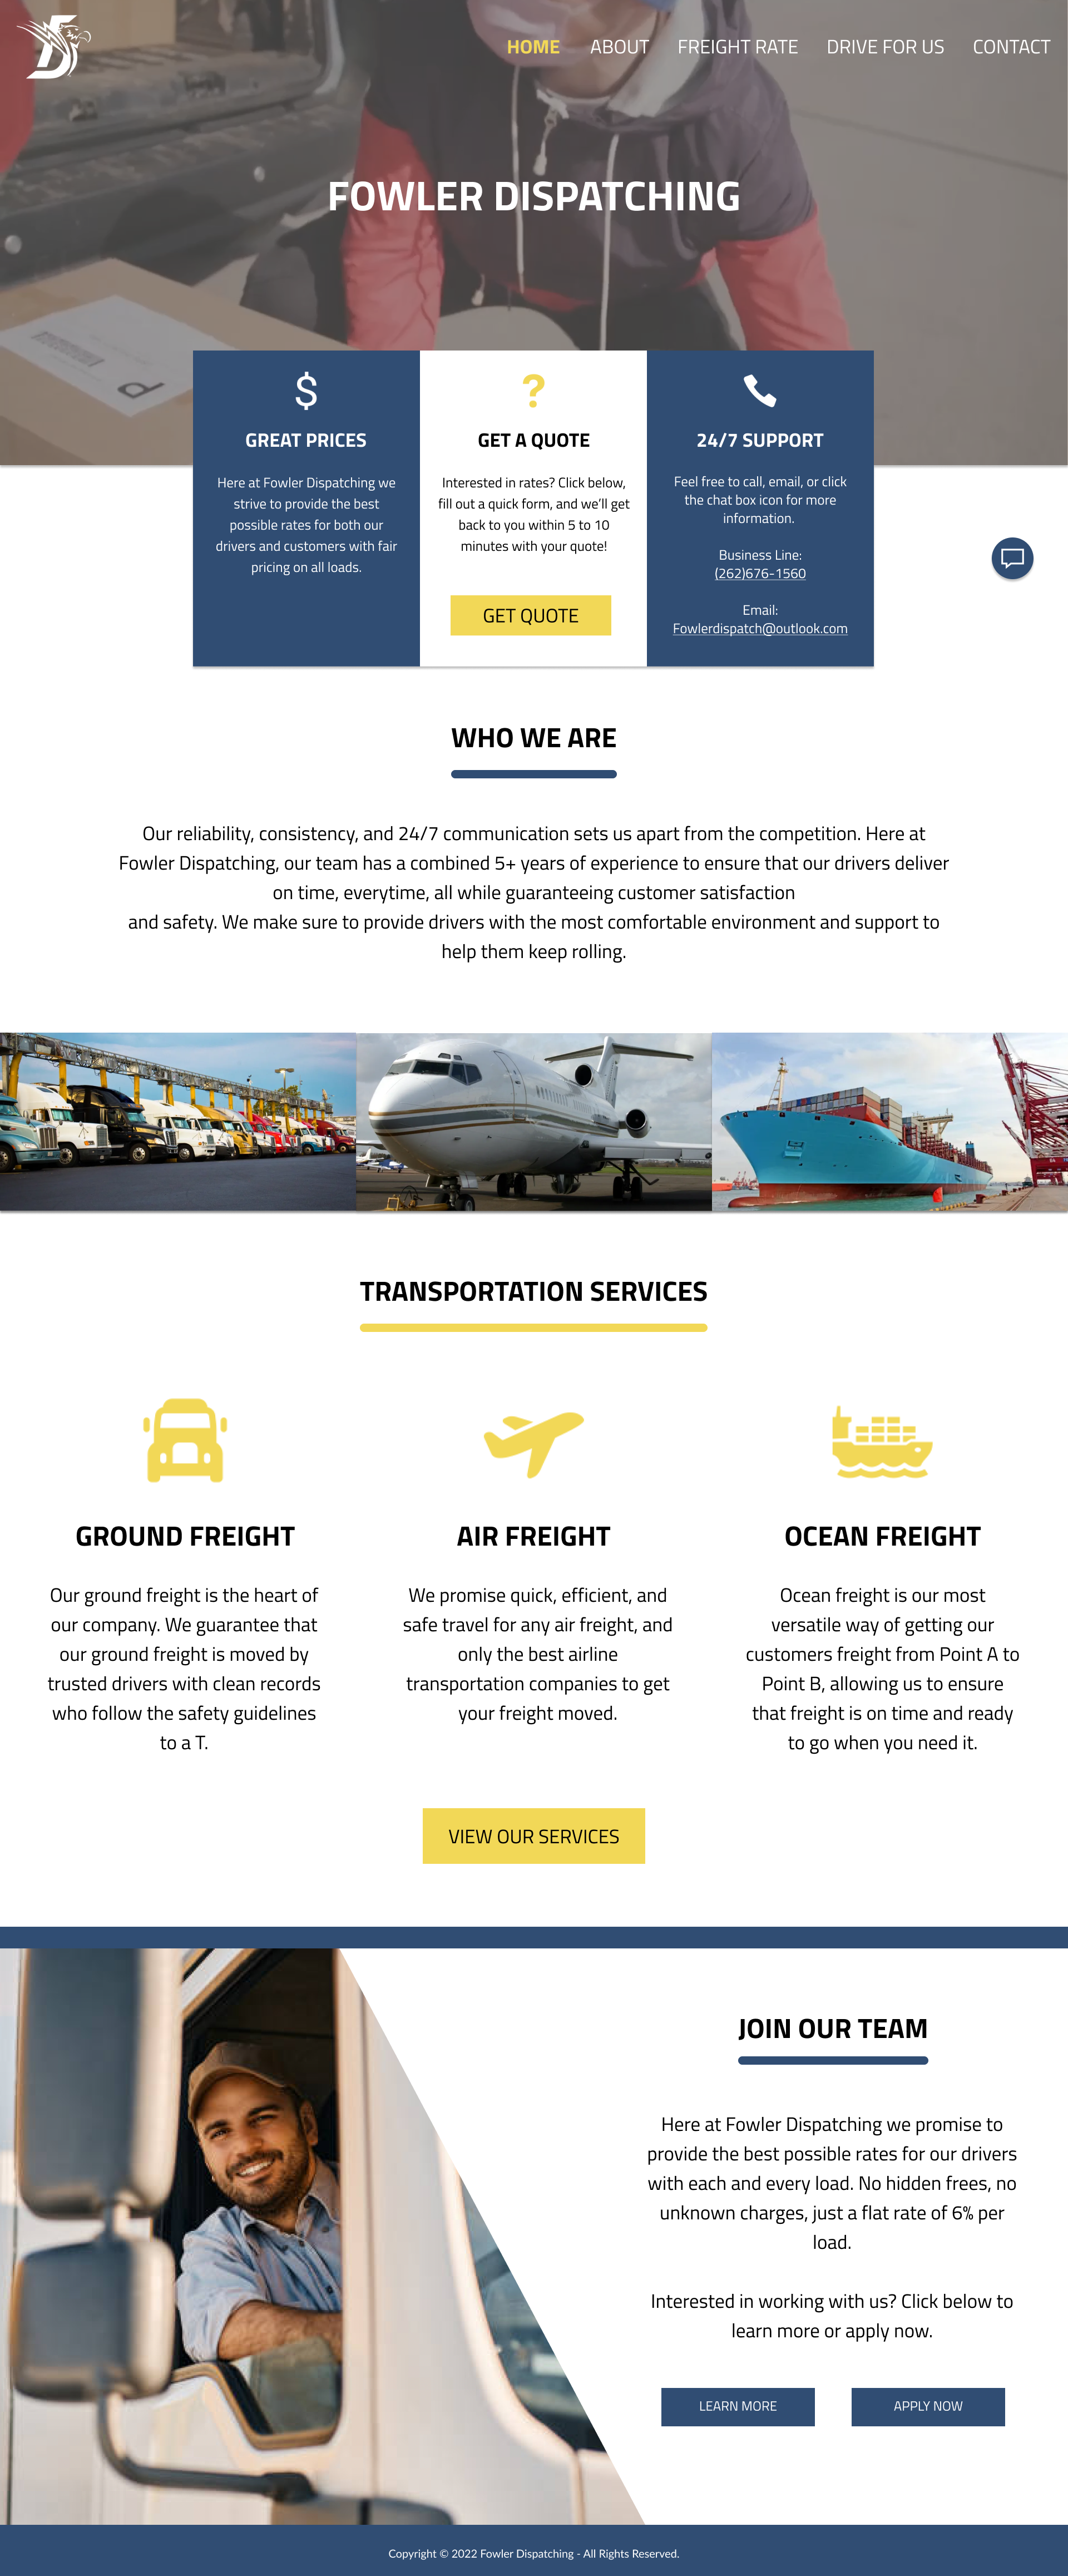 HOME ABOUT FREIGHT RATE DRIVE FOR US CONTACT
FOWLER DISPATCHING
GREAT PRICES
Here at Fowler Dispatching we
strive to provide the best
possible rates for both our
drivers and customers with fair
pricing on all loads.
GET A QUOTE
Interested in rates? Click below,
fill out a quick form, and we'll get
back to you within 5 to 10
minutes with your quote!
GET QUOTE
24/7 SUPPORT
Feel free to call, email, or click
the chat box icon for more
information.
Business Line:
(262)676-1560
Email:
Fowlerdispatch@outlook.com
WHO WE ARE
Our reliability, consistency, and 24/7 communication sets us apart from the competition. Here at
Fowler Dispatching, our team has a combined 5+ years of experience to ensure that our drivers deliver
on time, everytime, all while guaranteeing customer satisfaction
and safety. We make sure to provide drivers with the most comfortable environment and support to
help them keep rolling.
TRANSPORTATION SERVICES
GROUND FREIGHT
Our ground freight is the heart of
our company. We guarantee that
our ground freight is moved by
trusted drivers with clean records
who follow the safety guidelines
to a T.
AIR FREIGHT
We promise quick, efficient, and
safe travel for any air freight, and
only the best airline
transportation companies to get
your freight moved.
OCEAN FREIGHT
Ocean freight is our most
versatile way of getting our
customers freight from Point A to
Point B, allowing us to ensure
that freight is on time and ready
to go when you need it.
VIEW OUR SERVICES
JOIN OUR TEAM
Here at Fowler Dispatching we promise to
provide the best possible rates for our drivers
with each and every load. No hidden frees, no
unknown charges, just a flat rate of 6% per
load.
Interested in working with us? Click below to
learn more or apply now.
LEARN MORE
APPLY NOW
Copyright © 2022 Fowler Dispatching - All Rights Reserved.